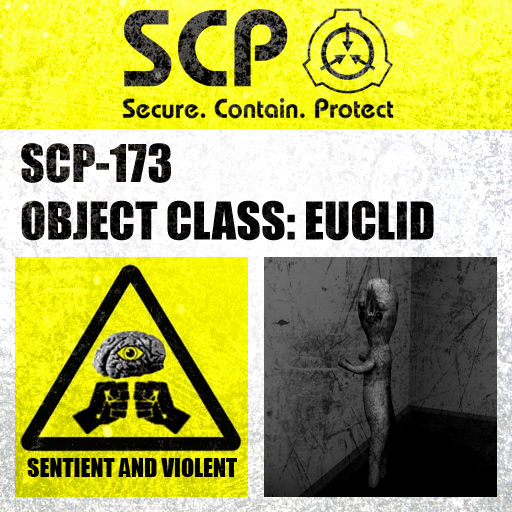 SCP
Secure. Contain. Protect
SCP-173
OBJECT CLASS: EUCLID
SENTIENT AND VIOLENT